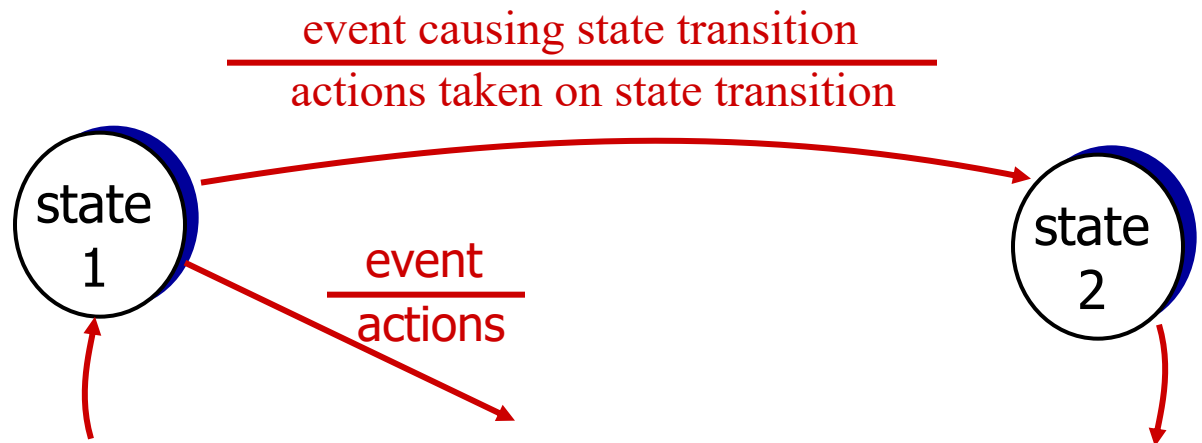 event causing state transition
actions taken on state transition
state
1
state
2
event
actions